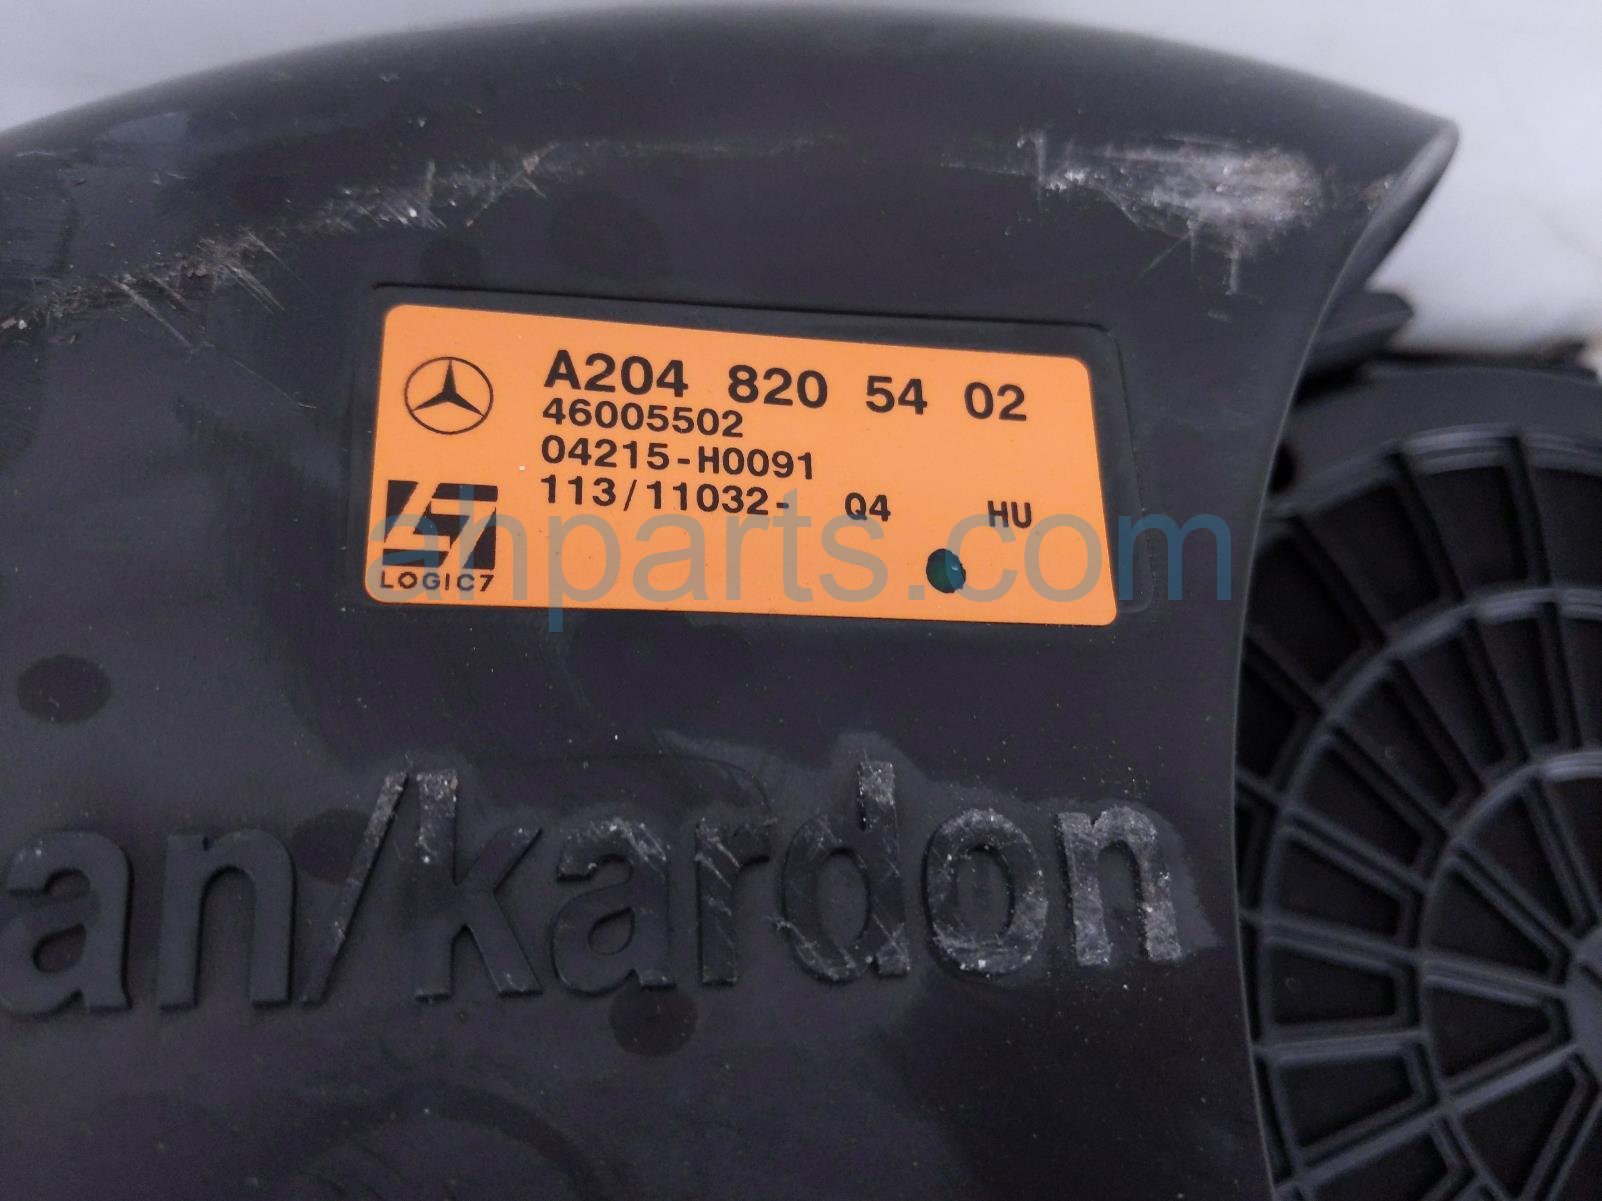 A204 820 54 02
46005502
04215-H0091
113/11032- Q4 HU
LOGIC7
ahparts.com
an/kardon